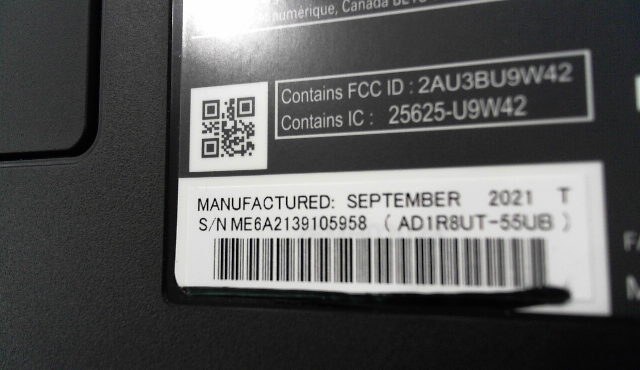 numérique, Canada
Contains FCC ID : 2AU3BU9W42
Contains IC : 25625-U9W42
MANUFACTURED: SEPTEMBER 2021 T
S/N ME6A2139105958 ( AD1R8UT-55UB )